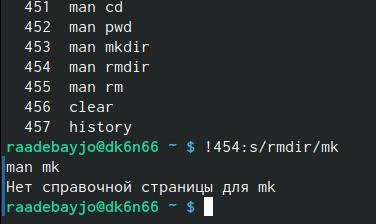 451 man cd
452 man pwd
453 man mkdir
454 man rmdir
455 man rm
456 clear
457 history
raadebayjo@dk6n66 ~ $ !454:s/rmdir/mk
man mk
Нет справочной страницы для mk
raadebayjo@dk6n66 ~ $